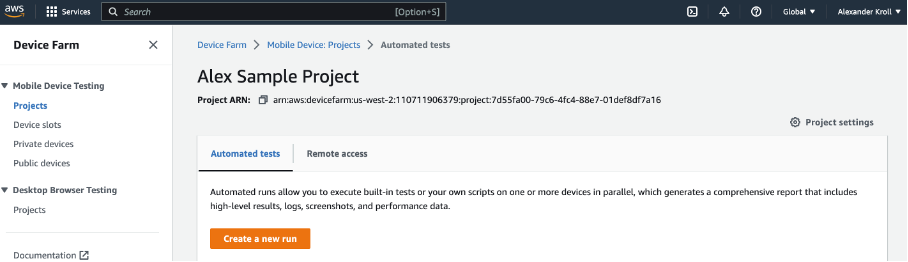 aws Services Search [Option+S] Global Alexander Kroll
Device Farm
Mobile Device Testing
Projects
Device slots
Private devices
Public devices
Desktop Browser Testing
Projects
Documentation
Device Farm > Mobile Device: Projects > Automated tests
Alex Sample Project
Project ARN: arn:aws:devicefarm:us-west-2:110711906379:project:7d55fa00-79c6-4fc4-88e7-01def8df7a16
Project settings
Automated tests Remote access
Automated runs allow you to execute built-in tests or your own scripts on one or more devices in parallel, which generates a comprehensive report that includes
high-level results, logs, screenshots, and performance data.
Create a new run